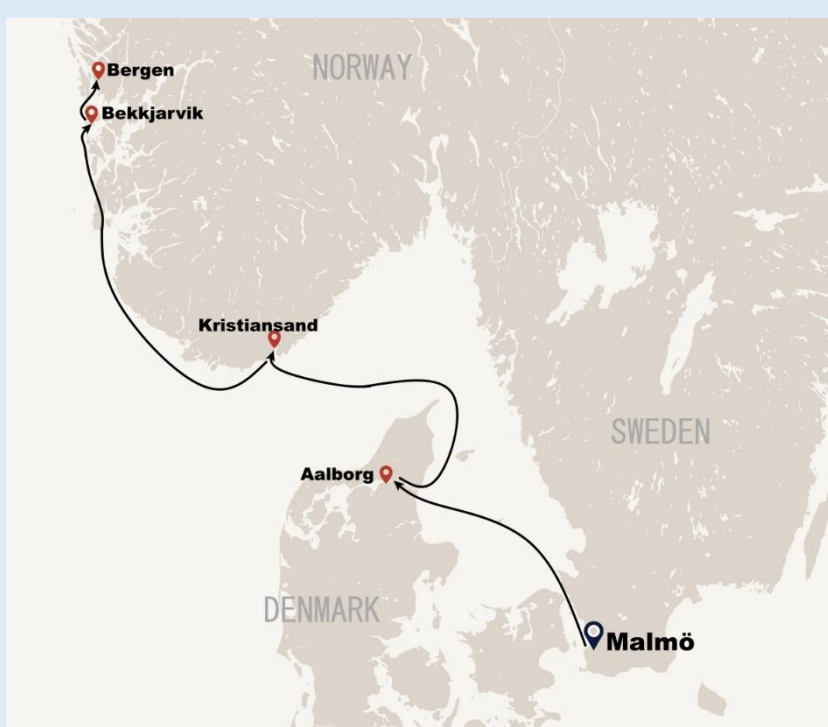 NORWAY
Bergen
Bekkjarvik
Kristiansand
SWEDEN
Aalborg
DENMARK
Malmö